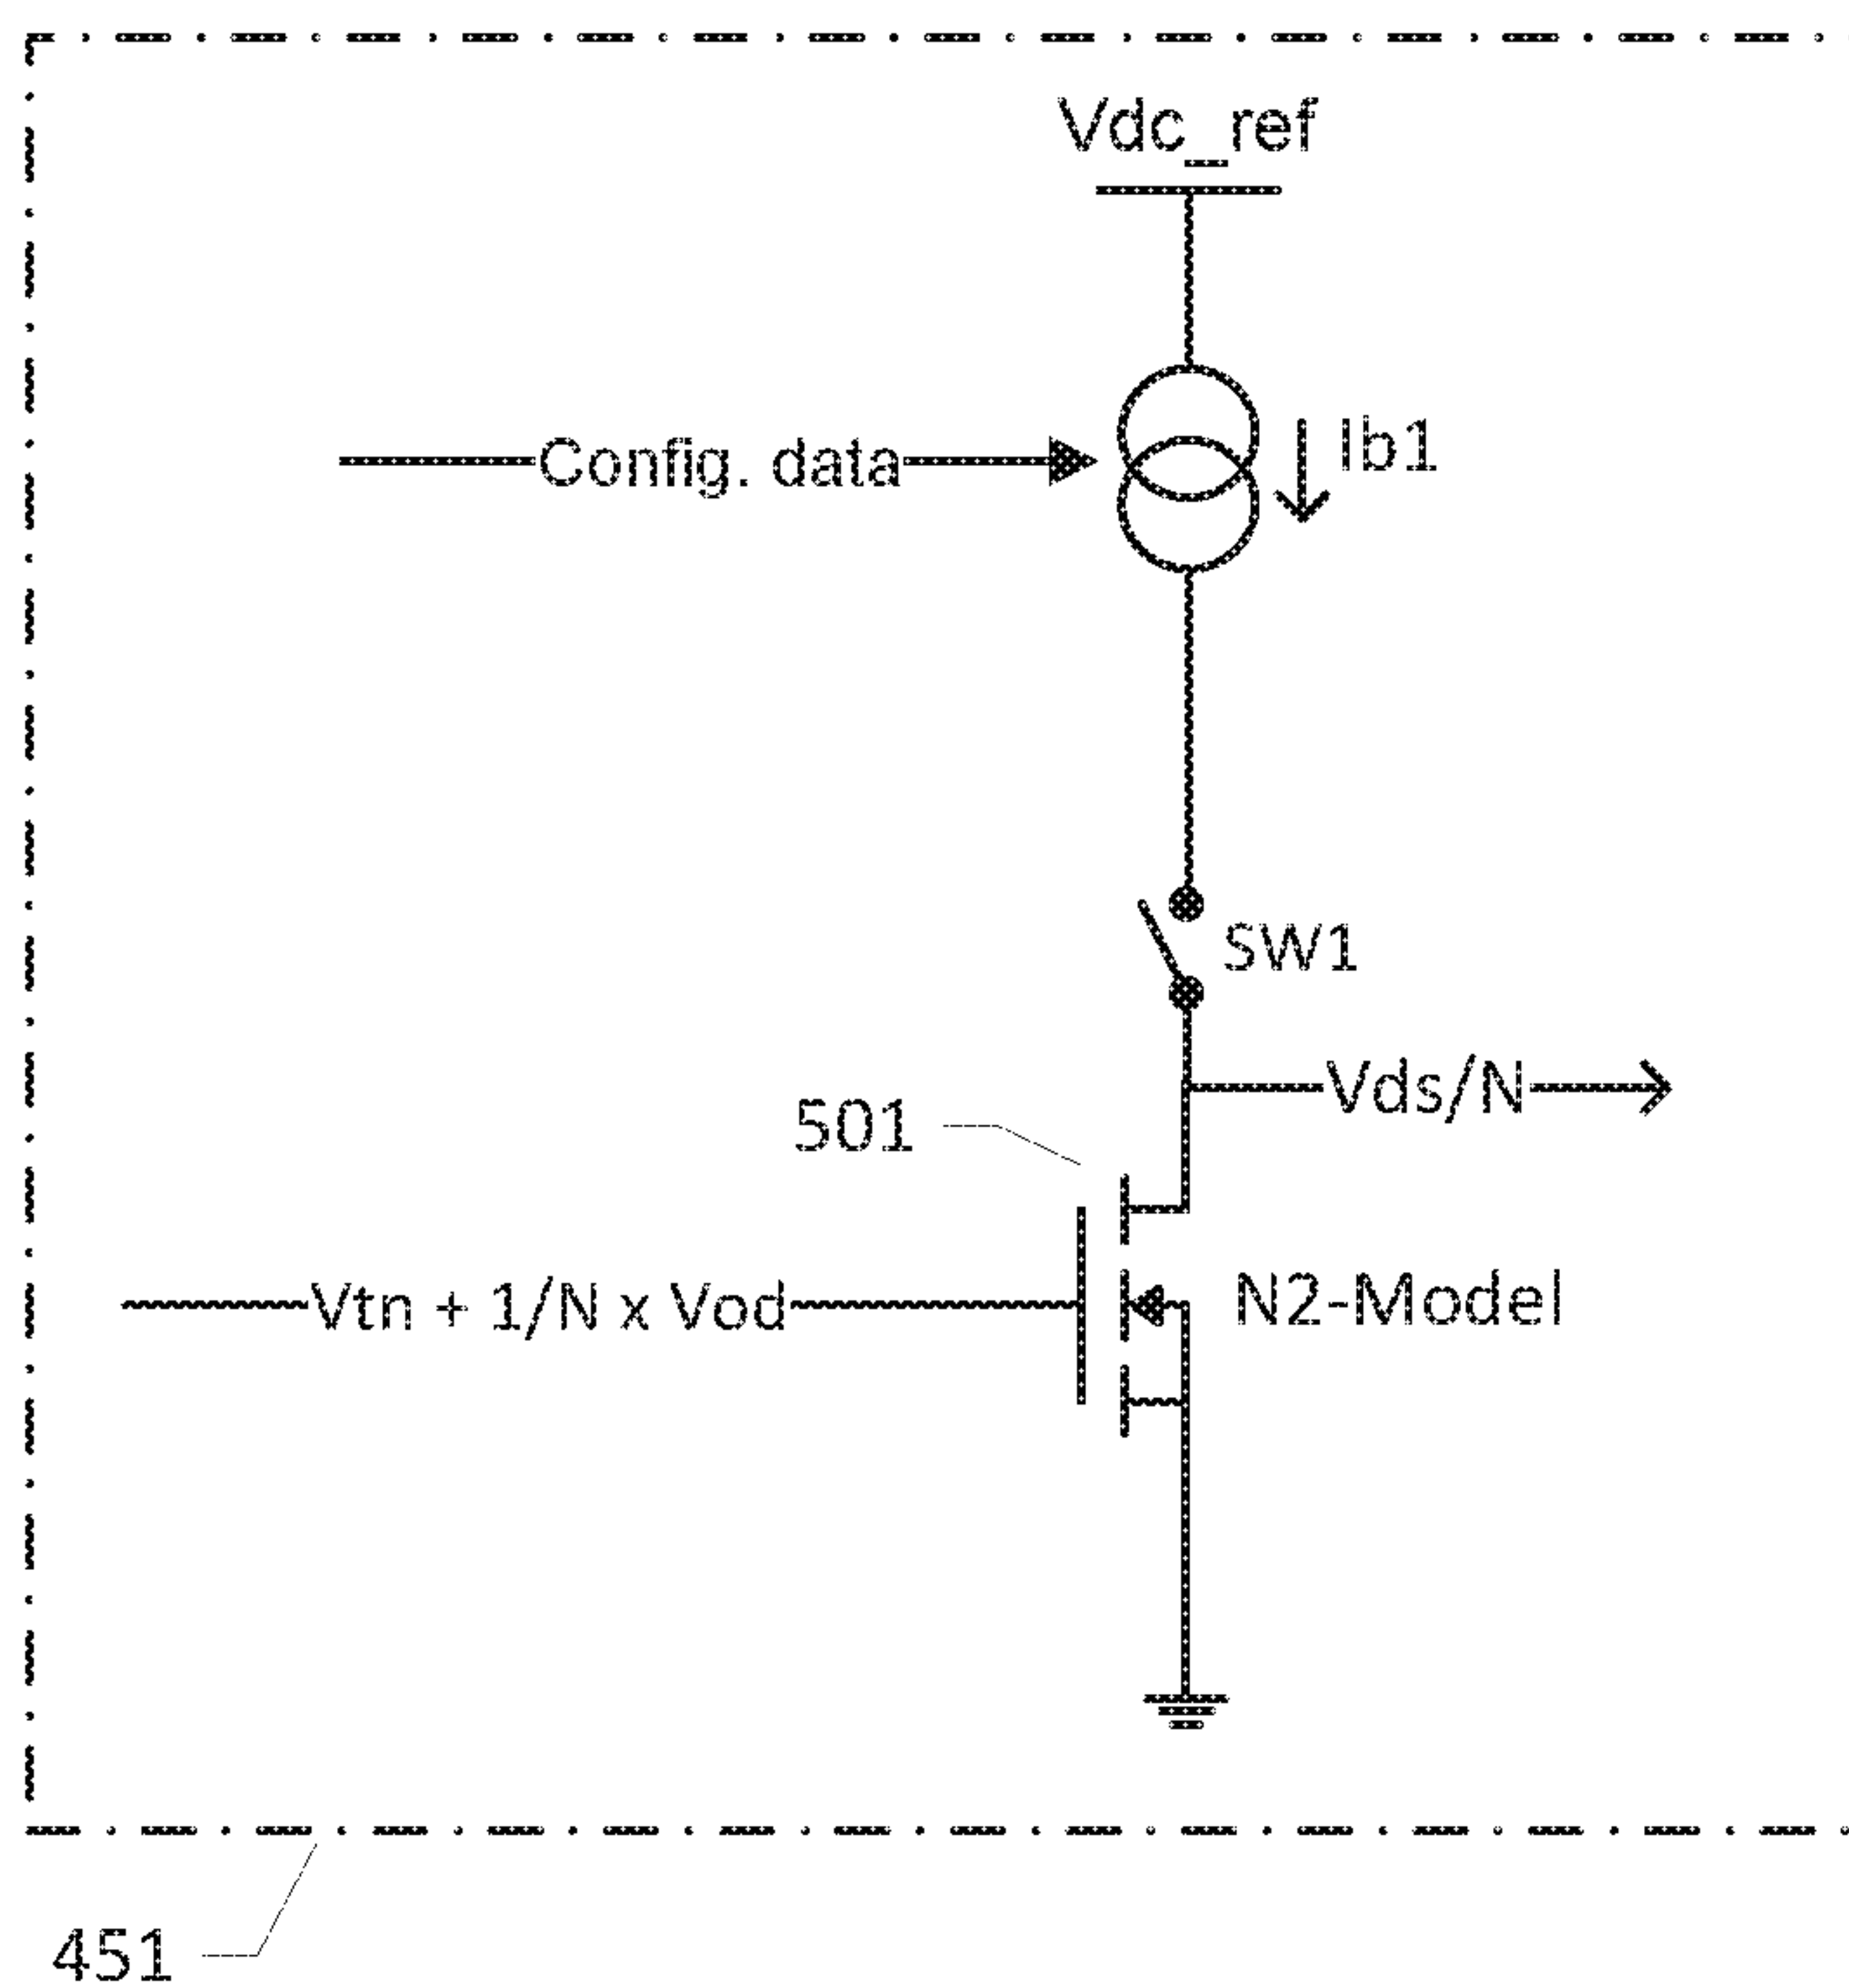 Vdc_ref
Config. data
Ib1
SW1
Vds/N
501
Vtn + 1/N x Vod
N2-Model
451